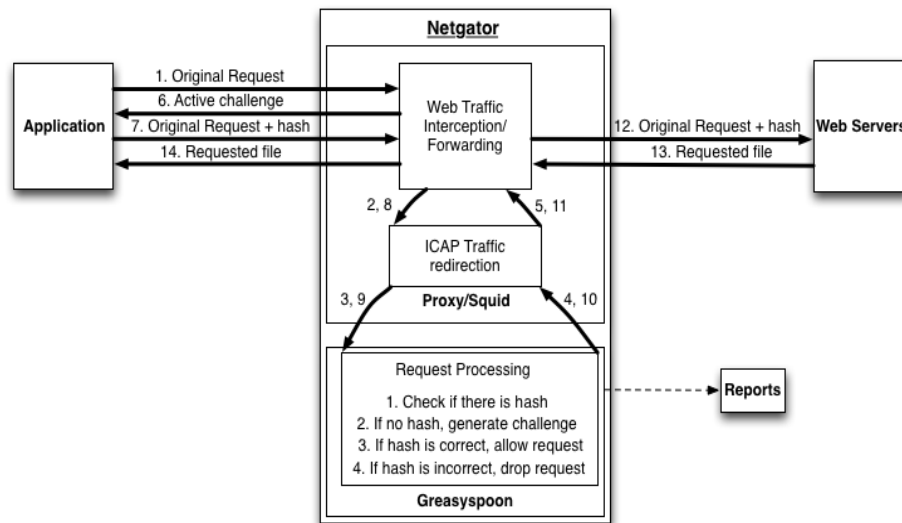 Netgator
1. Original Request
6. Active challenge
Application
7. Original Request + hash
14. Requested file
Web Traffic
Interception/
Forwarding
12. Original Request + hash
13. Requested file
Web Servers
2, 8
5, 11
ICAP Traffic
redirection
Proxy/Squid
3, 9
4, 10
Request Processing
1. Check if there is hash
2. If no hash, generate challenge
3. If hash is correct, allow request
4. If hash is incorrect, drop request
Greasyspoon
Reports